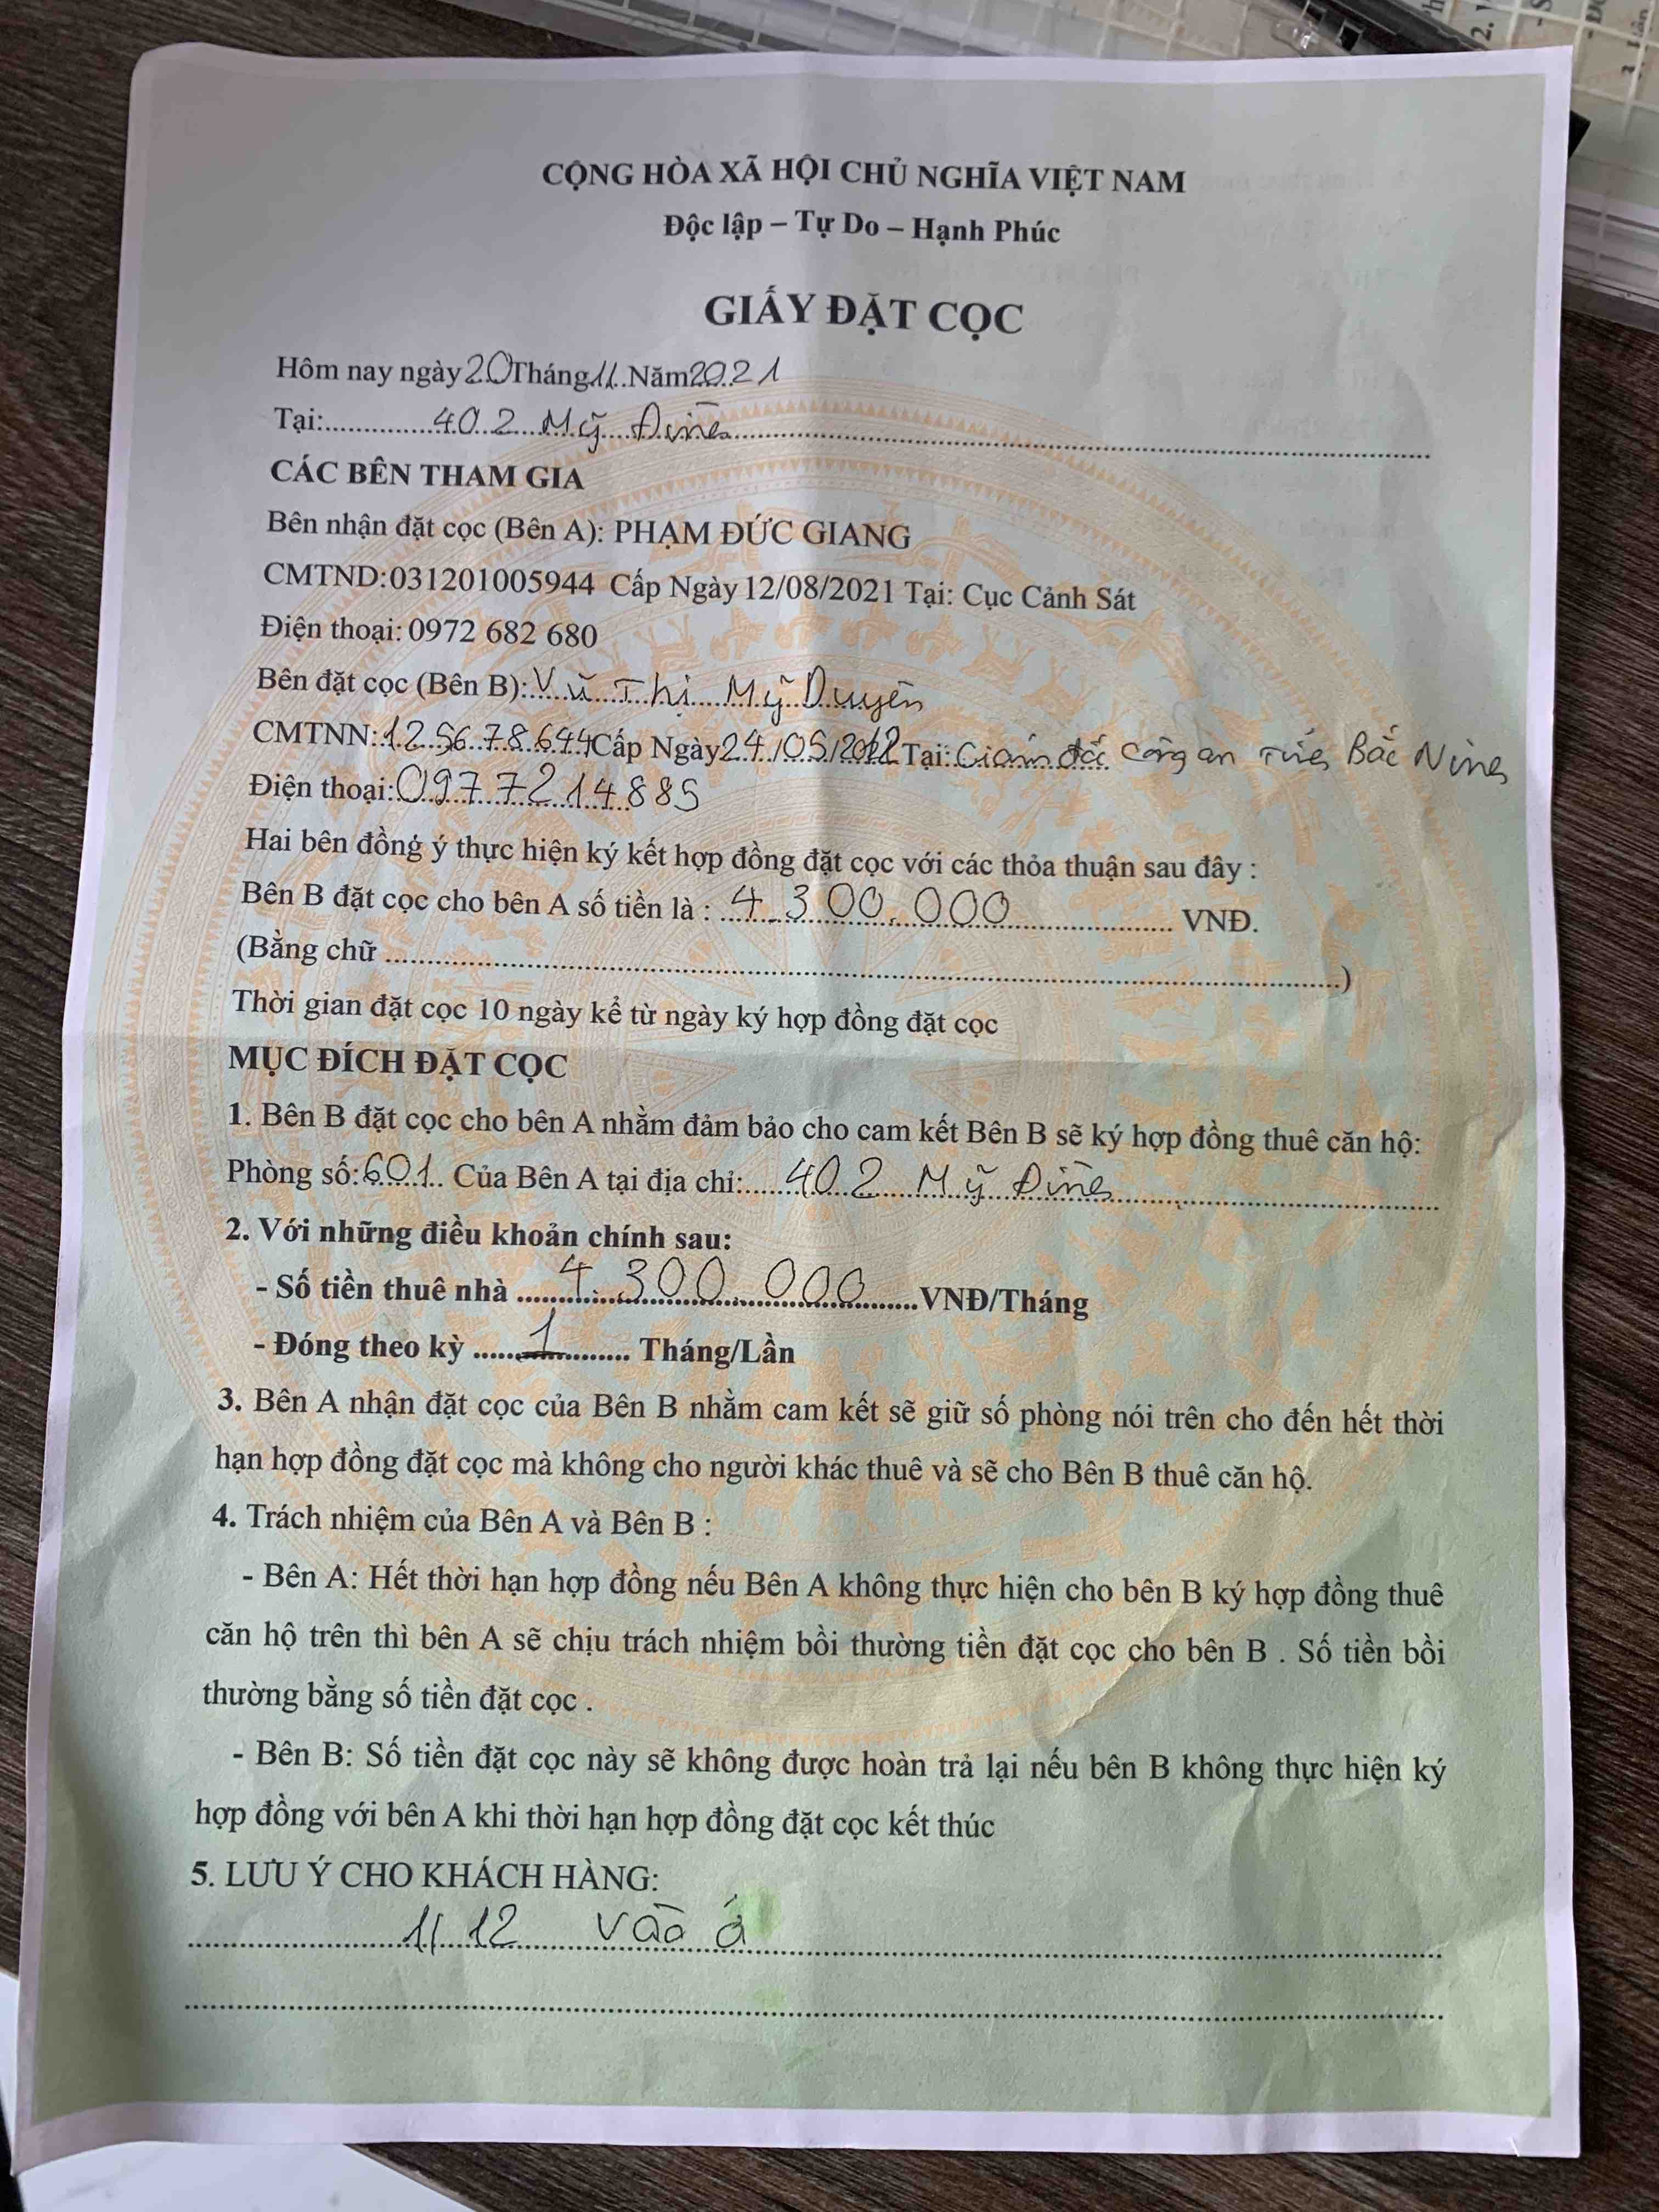 CỘNG HÒA XÃ HỘI CHỦ NGHĨA VIỆT NAM
Độc lập – Tự Do – Hạnh Phúc
GIẤY ĐẶT CỌC
Hôm nay ngày 20 Tháng 11 Năm 2021
Tại: 402 Mỹ Đình
CÁC BÊN THAM GIA
Bên nhận đặt cọc (Bên A): PHẠM ĐỨC GIANG
CMTND:031201005944 Cấp Ngày 12/08/2021 Tại: Cục Cảnh Sát
Điện thoại: 0972 682 680
Bên đặt cọc (Bên B): Vũ Thị Mỹ Duyên
CMTNN: 125678644 Cấp Ngày 24/05/2012 Tại: Giám đốc Công an Tỉnh Bắc Ninh
Điện thoại: 0977214885
Hai bên đồng ý thực hiện ký kết hợp đồng đặt cọc với các thỏa thuận sau đây :
Bên B đặt cọc cho bên A số tiền là : 4.300.000 VNĐ.
(Bằng chữ ........................)
Thời gian đặt cọc 10 ngày kể từ ngày ký hợp đồng đặt cọc
MỤC ĐÍCH ĐẶT CỌC
1. Bên B đặt cọc cho bên A nhằm đảm bảo cho cam kết Bên B sẽ ký hợp đồng thuê căn hộ:
Phòng số: 601 Của Bên A tại địa chỉ: 402 Mỹ Đình
2. Với những điều khoản chính sau:
- Số tiền thuê nhà 4.300.000 VNĐ/Tháng
- Đóng theo kỳ 1 Tháng/Lần
3. Bên A nhận đặt cọc của Bên B nhằm cam kết sẽ giữ số phòng nói trên cho đến hết thời
hạn hợp đồng đặt cọc mà không cho người khác thuê và sẽ cho Bên B thuê căn hộ.
4. Trách nhiệm của Bên A và Bên B :
- Bên A: Hết thời hạn hợp đồng nếu Bên A không thực hiện cho bên B ký hợp đồng thuê
căn hộ trên thì bên A sẽ chịu trách nhiệm bồi thường tiền đặt cọc cho bên B . Số tiền bồi
thường bằng số tiền đặt cọc .
- Bên B: Số tiền đặt cọc này sẽ không được hoàn trả lại nếu bên B không thực hiện ký
hợp đồng với bên A khi thời hạn hợp đồng đặt cọc kết thúc
5. LƯU Ý CHO KHÁCH HÀNG:
1/12 vào ở